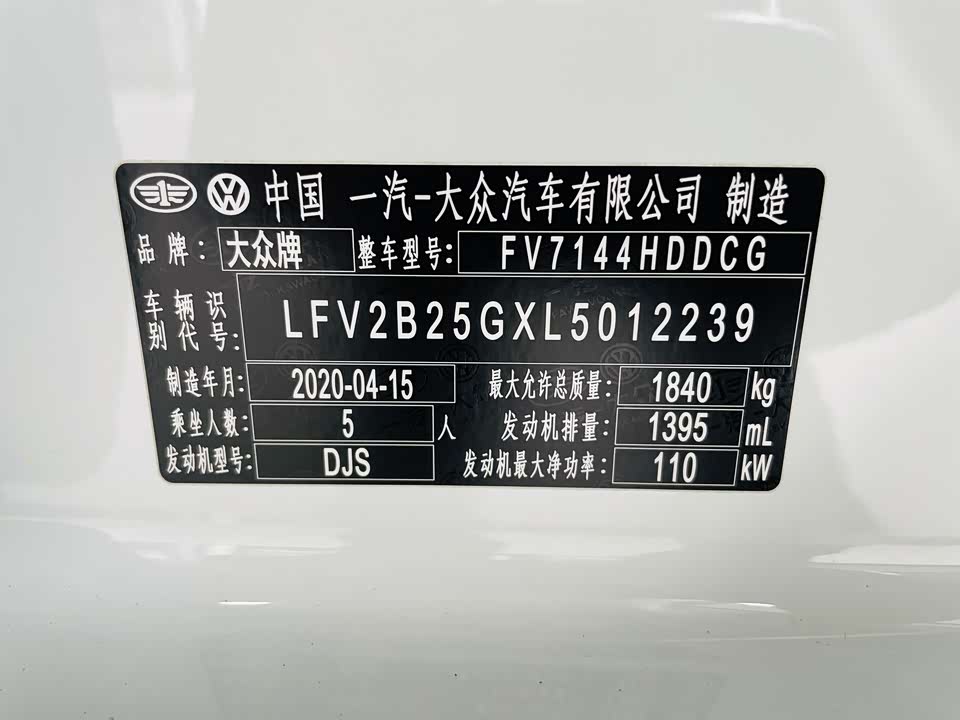 中国 一汽-大众汽车有限公司 制造
品牌: 大众牌 整车型号: FV7144HDDCG
车辆识别代号: LFV2B25GXL5012239
制造年月: 2020-04-15 最大允许总质量: 1840 kg
乘坐人数: 5 人 发动机排量: 1395 mL
发动机型号: DJS 发动机最大净功率: 110 kW